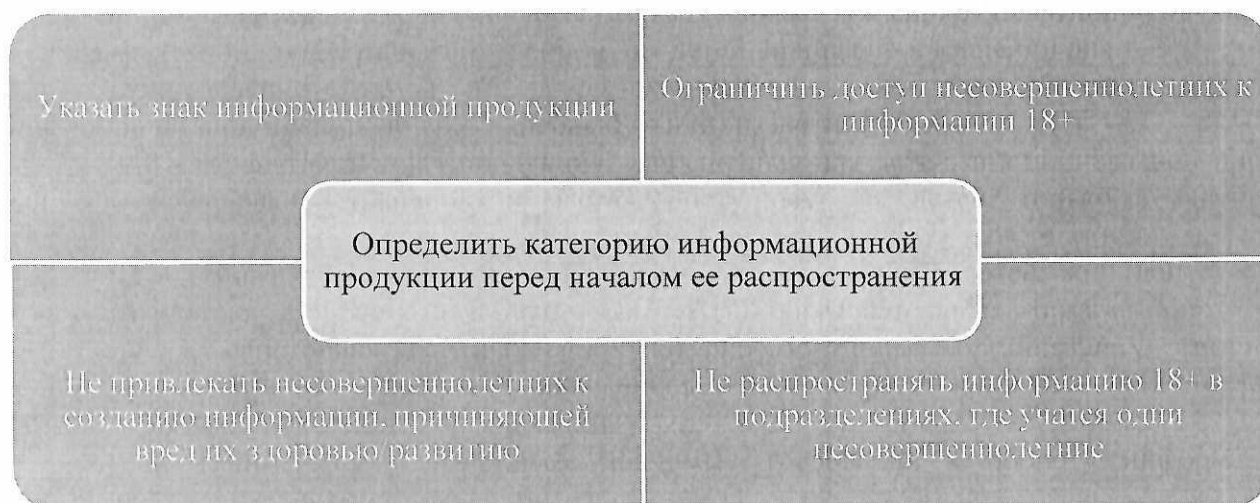 Указать знак информационной продукции
Ограничить доступ несовершеннолетних к
информации 18+
Определить категорию информационной
продукции перед началом ее распространения
Не привлекать несовершеннолетних к
созданию информации, причиняющей
вред их здоровью развитию
Не распространять информацию 18+ в
подразделениях, где учатся одни
несовершеннолетние